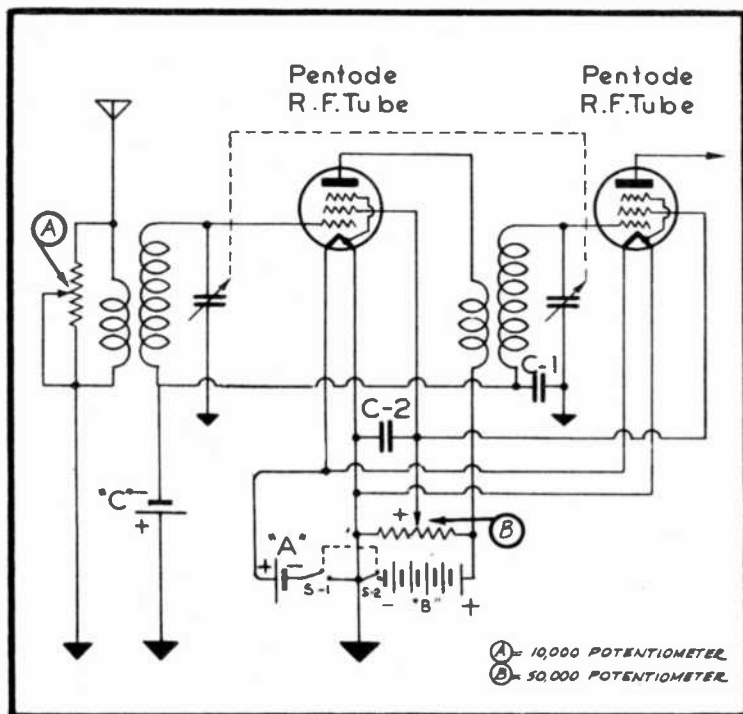 Pentode
R.F. Tube
Pentode
R.F. Tube
A
C-1
C-2
"C" -
+
+
B
"A"
+ -
S-1
S-2
- "B" +
A = 10,000 POTENTIOMETER
B = 50,000 POTENTIOMETER